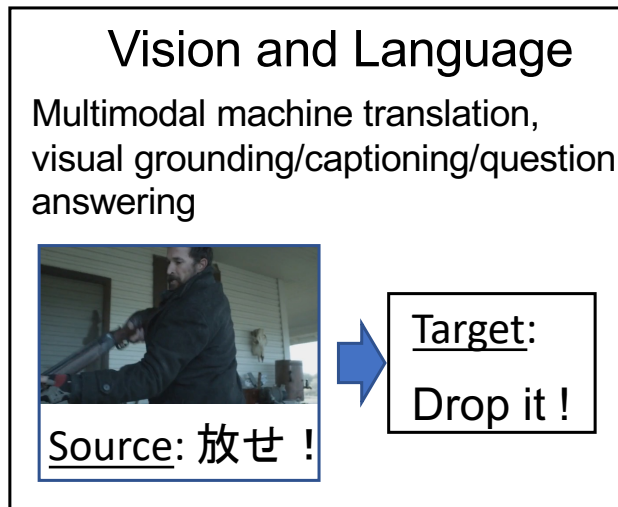 Vision and Language
Multimodal machine translation,
visual grounding/captioning/question
answering
Source: 放せ！
Target:
Drop it !